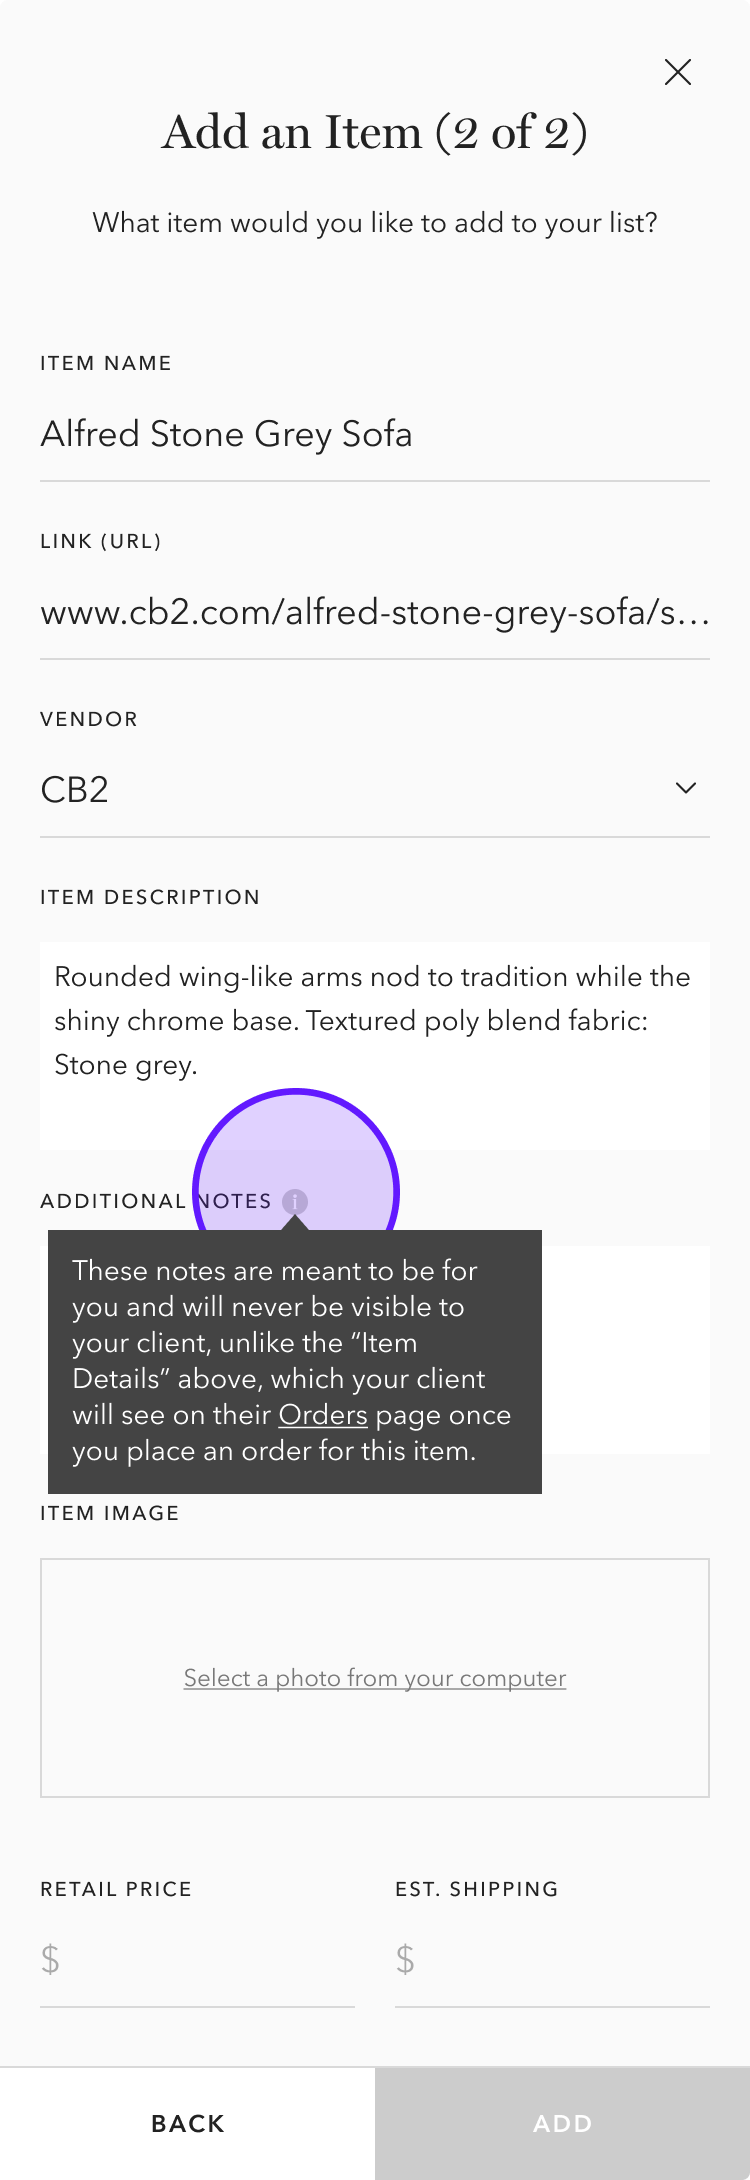 Add an Item (2 of 2)
What item would you like to add to your list?
ITEM NAME
Alfred Stone Grey Sofa
LINK (URL)
www.cb2.com/alfred-stone-grey-sofa/s...
VENDOR
CB2
ITEM DESCRIPTION
Rounded wing-like arms nod to tradition while the
shiny chrome base. Textured poly blend fabric:
Stone grey.
ADDITIONAL NOTES i
These notes are meant to be for
you and will never be visible to
your client, unlike the “Item
Details” above, which your client
will see on their Orders page once
you place an order for this item.
ITEM IMAGE
Select a photo from your computer
RETAIL PRICE EST. SHIPPING
$ $
BACK ADD